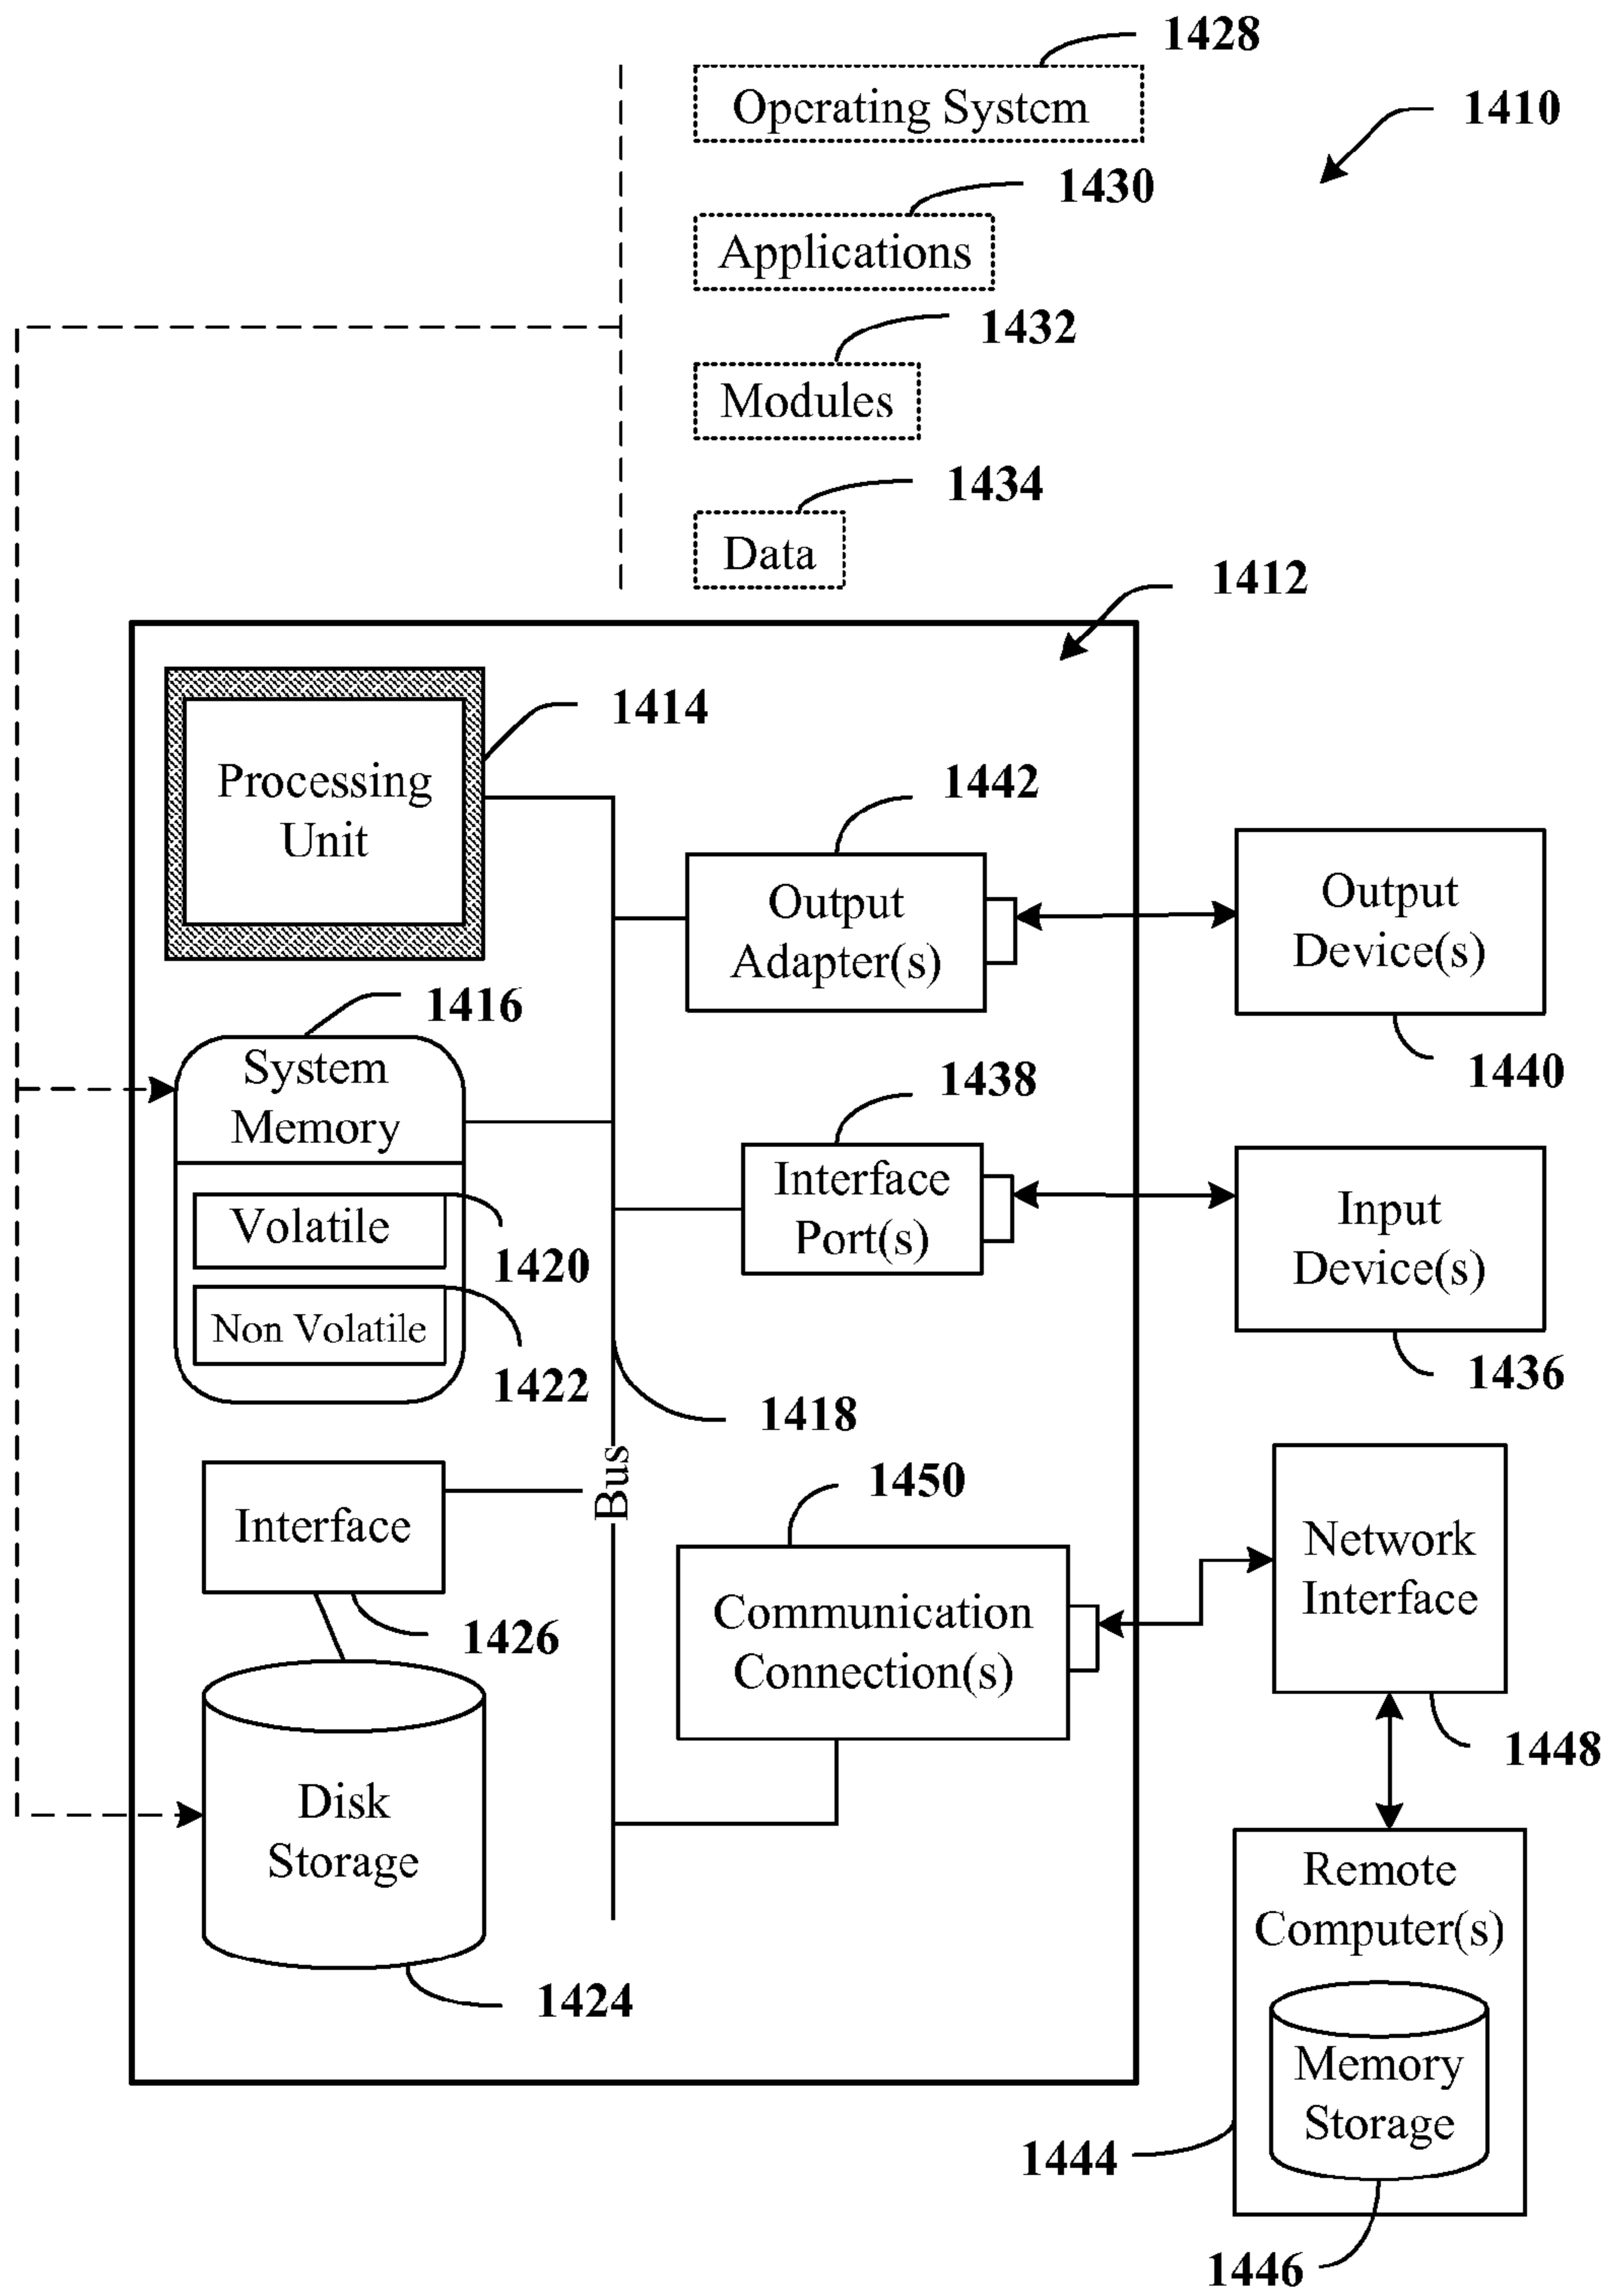 1428
Operating System
1410
1430
Applications
1432
Modules
1434
Data
1412
1414
Processing
Unit
1442
Output
Adapter(s)
Output
Device(s)
1440
1416
System
Memory
1438
Interface
Port(s)
Input
Device(s)
1436
Volatile
1420
Non Volatile
1422
1418
Bus
1450
Interface
1426
Communication
Connection(s)
Network
Interface
1448
Disk
Storage
1424
Remote
Computer(s)
Memory
Storage
1444
1446